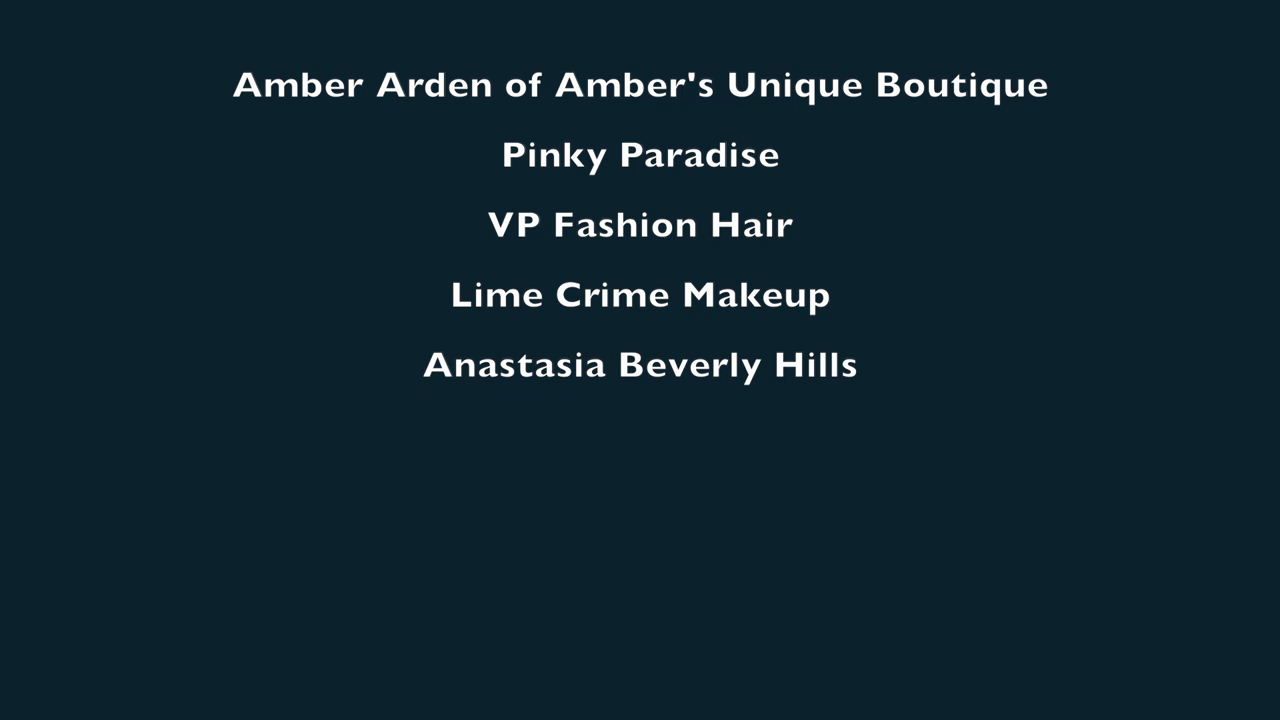 Amber Arden of Amber's Unique Boutique
Pinky Paradise
VP Fashion Hair
Lime Crime Makeup
Anastasia Beverly Hills